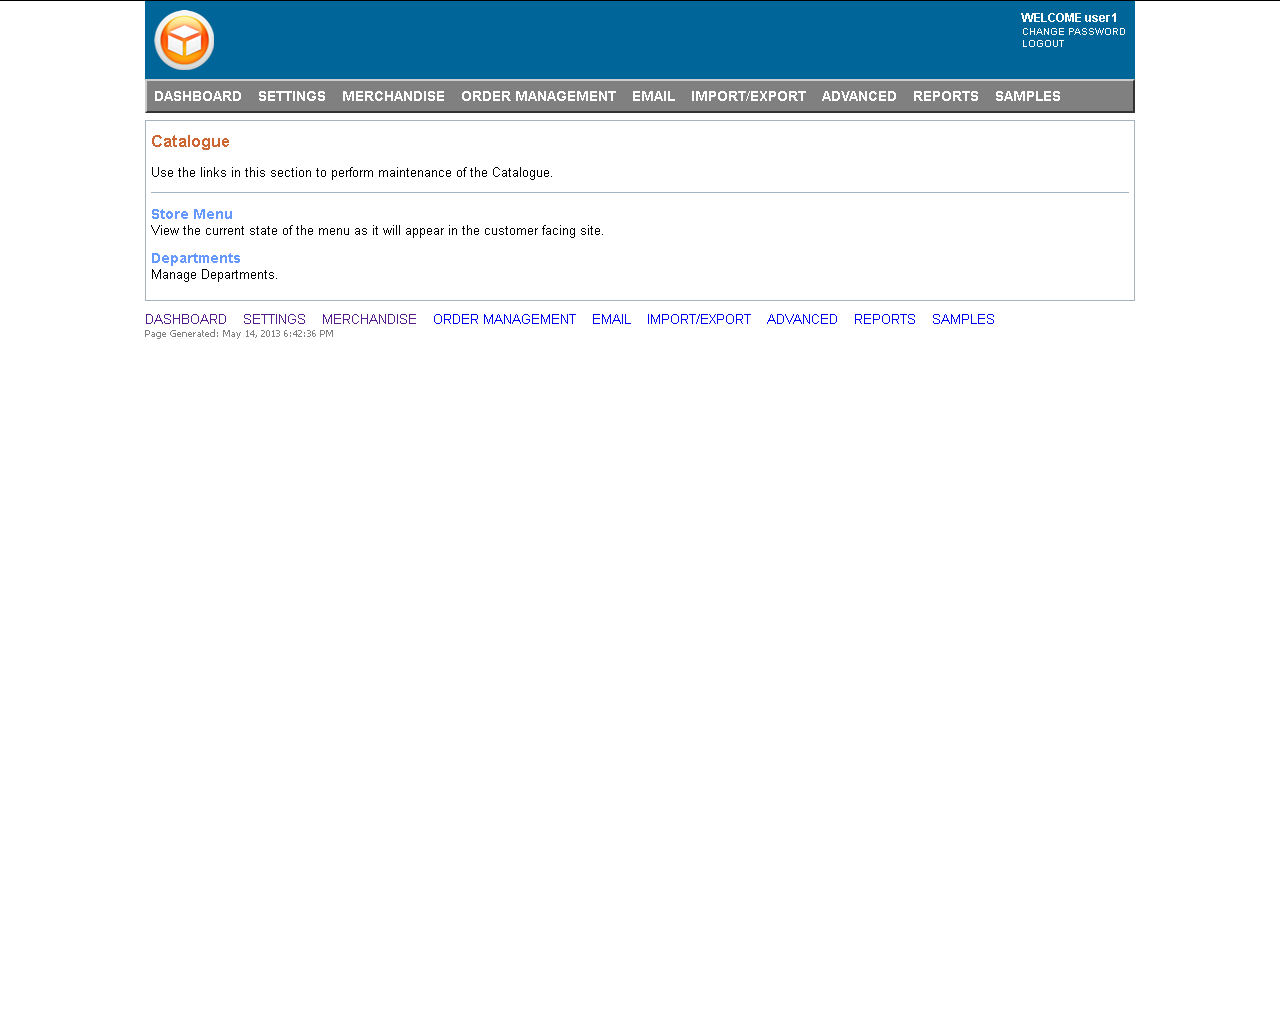 WELCOME user1
CHANGE PASSWORD
LOGOUT
DASHBOARD SETTINGS MERCHANDISE ORDER MANAGEMENT EMAIL IMPORT/EXPORT ADVANCED REPORTS SAMPLES
Catalogue
Use the links in this section to perform maintenance of the Catalogue.
Store Menu
View the current state of the menu as it will appear in the customer facing site.
Departments
Manage Departments.
DASHBOARD SETTINGS MERCHANDISE ORDER MANAGEMENT EMAIL IMPORT/EXPORT ADVANCED REPORTS SAMPLES
Page Generated: May 14, 2013 6:42:36 PM